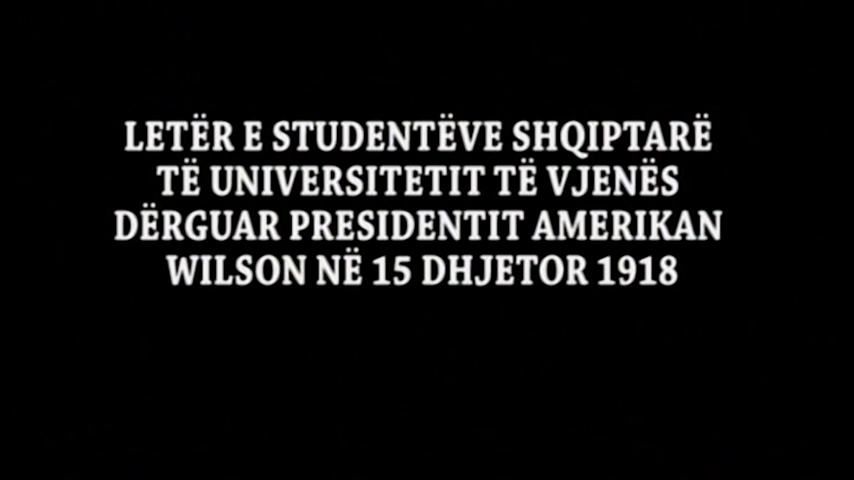 LETËR E STUDENTËVE SHQIPTARË
TË UNIVERSITETIT TË VJENËS
DËRGUAR PRESIDENTIT AMERIKAN
WILSON NË 15 DHJETOR 1918